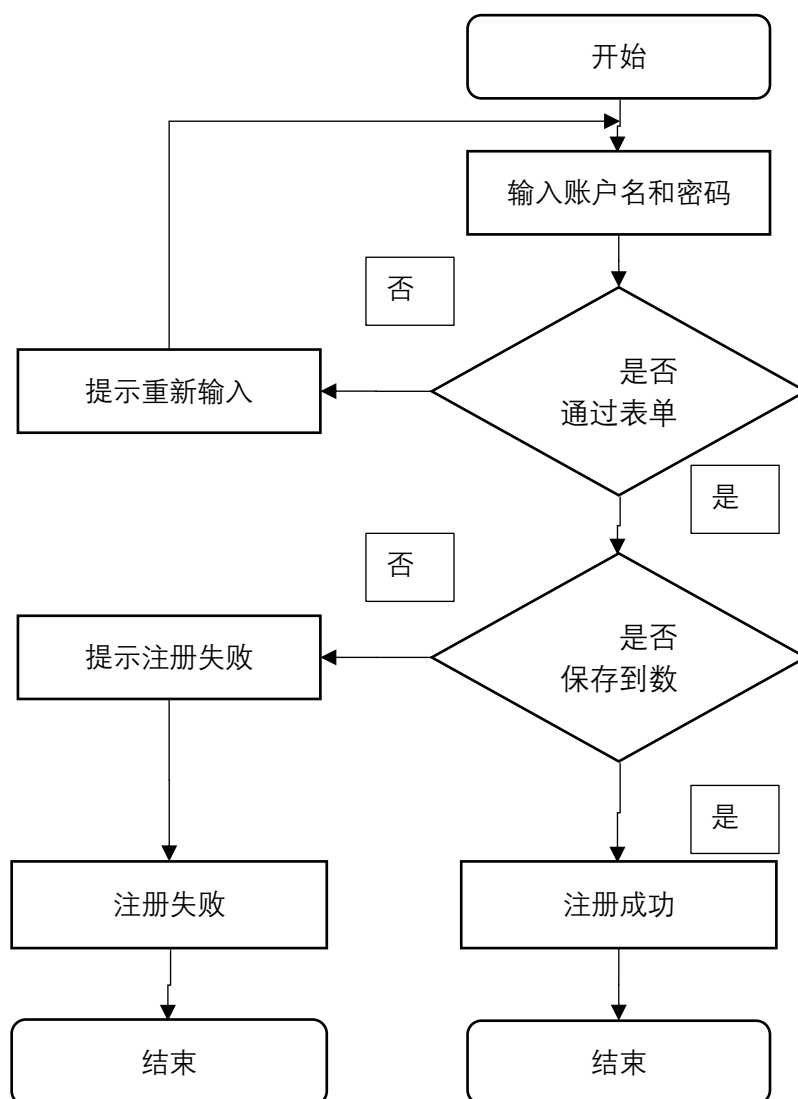 开始
输入账户名和密码
否
是否
通过表单
提示重新输入
是
否
是否
保存到数
提示注册失败
是
注册失败
注册成功
结束
结束